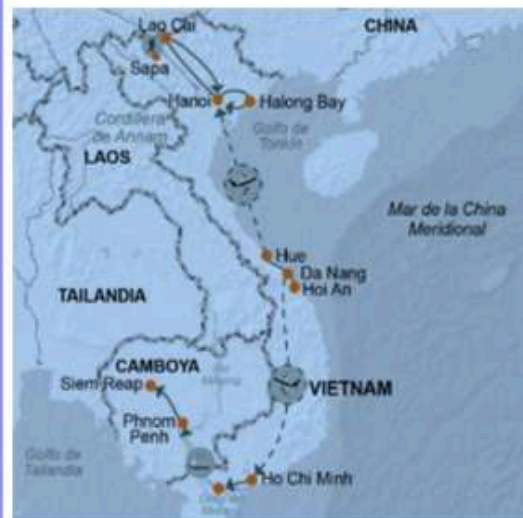 Lao Cai
CHINA
Sapa
Hanoi
Halong Bay
Cordillera
de Annam
Golfo de
Tonkin
LAOS
Mar de la China
Meridional
Hue
Da Nang
Hoi An
TAILANDIA
CAMBOYA
Siem Reap
VIETNAM
Phnom
Penh
Golfo de
Tailandia
Ho Chi Minh